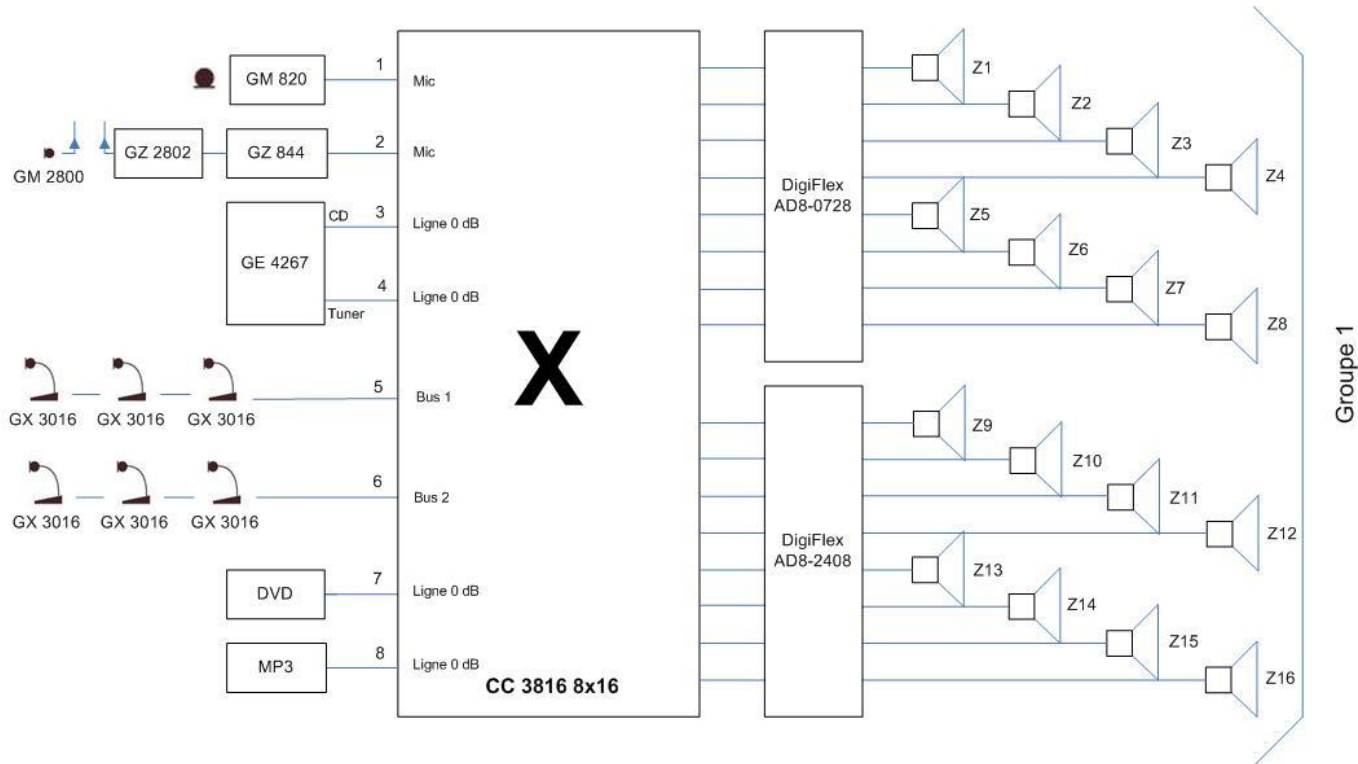 GM 820
1
Mic
GM 2800
GZ 2802
GZ 844
2
Mic
GE 4267
CD
3
Ligne 0 dB
Tuner
4
Ligne 0 dB
GX 3016
GX 3016
GX 3016
5
Bus 1
GX 3016
GX 3016
GX 3016
6
Bus 2
DVD
7
Ligne 0 dB
MP3
8
Ligne 0 dB
X
CC 3816 8x16
DigiFlex
AD8-0728
Z1
Z2
Z3
Z4
Z5
Z6
Z7
Z8
DigiFlex
AD8-2408
Z9
Z10
Z11
Z12
Z13
Z14
Z15
Z16
Groupe 1